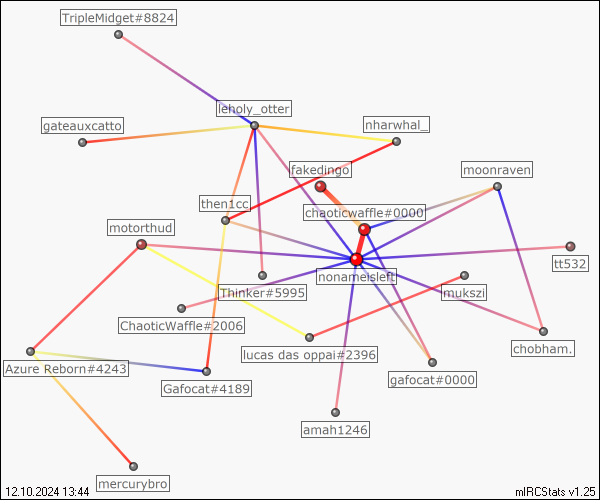 TripleMidget#8824
leholy_otter
gateauxcatto
nharwhal_
fakedingo
moonraven
then1cc
chaoticwaffle#0000
motorthud
tt532
nonameisleft
Thinker#5995
mukszi
ChaoticWaffle#2006
chobham.
lucas das oppai#2396
Azure Reborn#4243
gafocat#0000
Gafocat#4189
amah1246
mercurybro
12.10.2024 13:44
mIRCStats v1.25